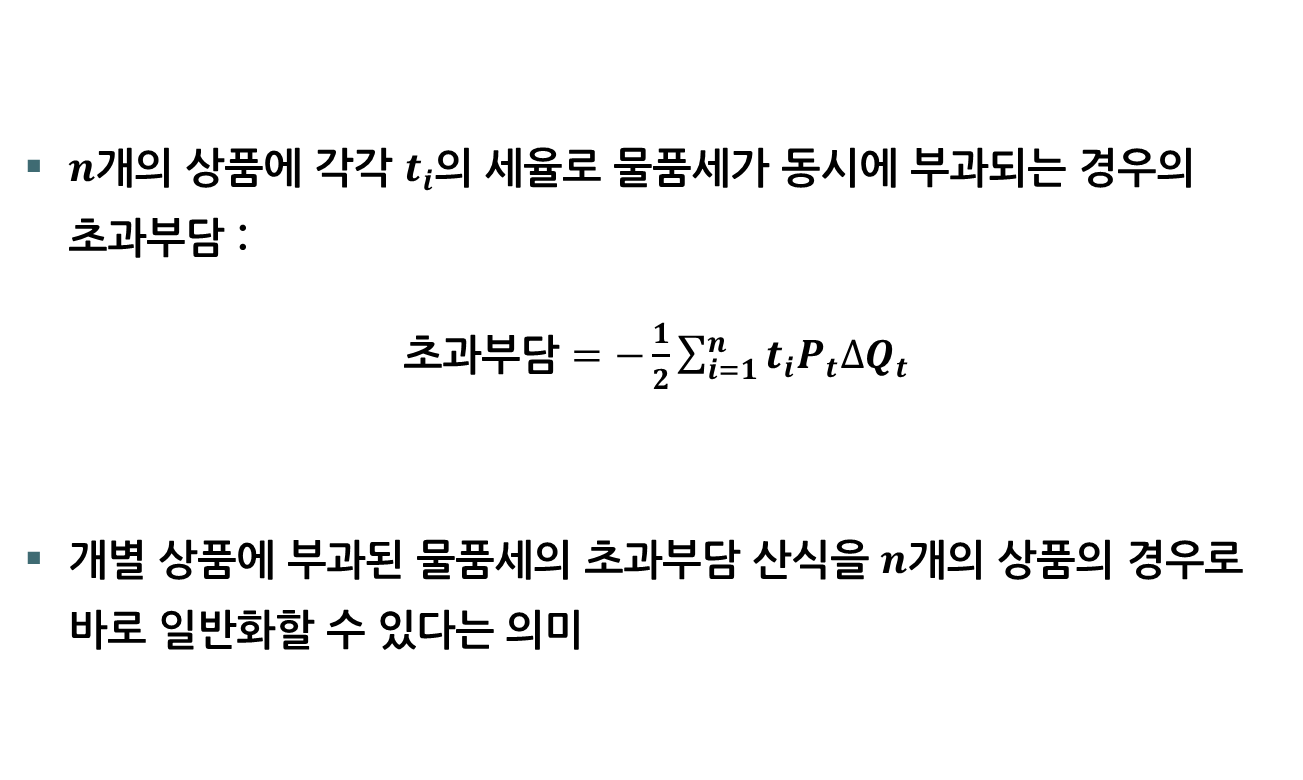 ▪ n개의 상품에 각각 tᵢ의 세율로 물품세가 동시에 부과되는 경우의
초과부담 :
초과부담 = −\frac{1}{2}∑_{i=1}^{n} t_i P_t ΔQ_t
▪ 개별 상품에 부과된 물품세의 초과부담 산식을 n개의 상품의 경우로
바로 일반화할 수 있다는 의미